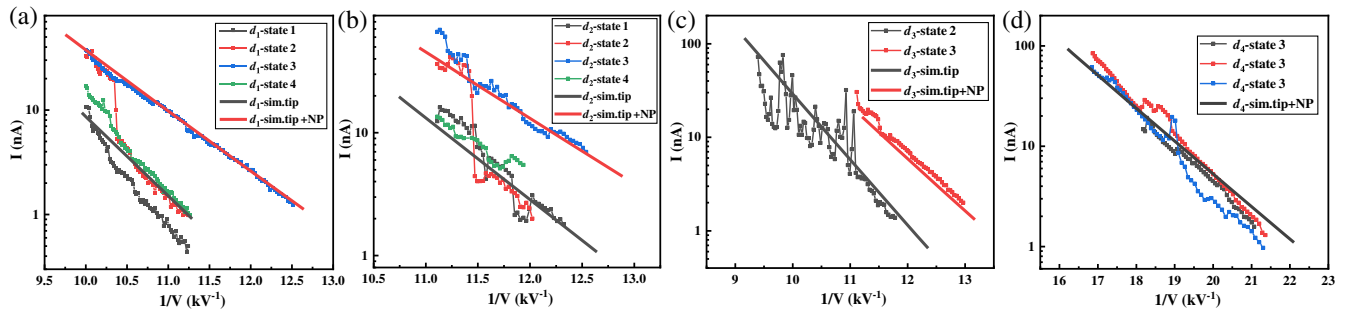 (a)
I (nA)
10
1
9.5 10.0 10.5 11.0 11.5 12.0 12.5 13.0
1/V (kV⁻¹)
d₁-state 1
d₁-state 2
d₁-state 3
d₁-state 4
d₁-sim.tip
d₁-sim.tip+NP
(b)
I (nA)
10
1
10.5 11.0 11.5 12.0 12.5 13.0
1/V (kV⁻¹)
d₂-state 1
d₂-state 2
d₂-state 3
d₂-state 4
d₂-sim.tip
d₂-sim.tip+NP
(c)
I (nA)
100
10
1
9 10 11 12 13
1/V (kV⁻¹)
d₃-state 2
d₃-state 3
d₃-sim.tip
d₃-sim.tip+NP
(d)
I (nA)
100
10
1
16 17 18 19 20 21 22 23
1/V (kV⁻¹)
d₄-state 3
d₄-state 3
d₄-state 3
d₄-sim.tip+NP